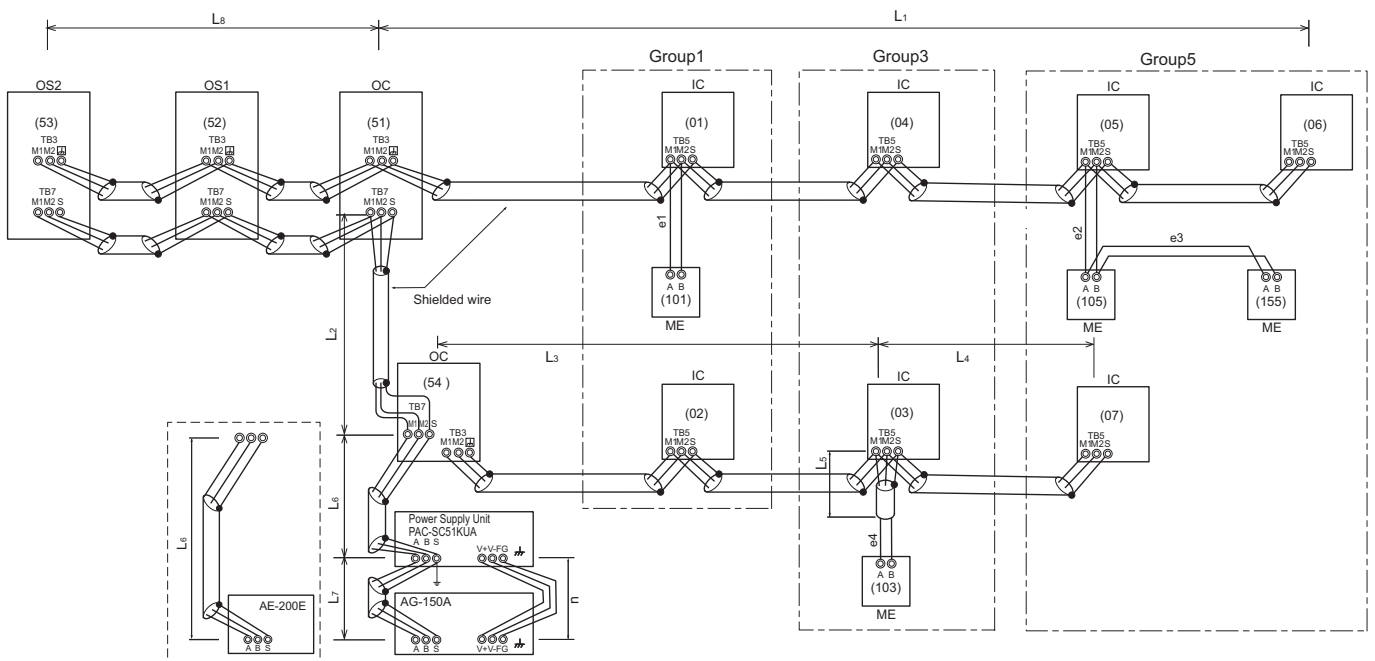 L8
L1
Group1
Group3
Group5
OS2
OS1
OC
IC
IC
IC
IC
(53)
(52)
(51)
(01)
(04)
(05)
(06)
TB3
TB3
TB3
TB5
TB5
TB5
TB5
M1M2
M1M2
M1M2
M1M2S
M1M2S
M1M2S
M1M2S
TB7
TB7
TB7
M1M2 S
M1M2 S
M1M2 S
e1
e2
e3
Shielded wire
A B
(101)
ME
A B
(105)
ME
A B
(155)
ME
L2
L3
L4
OC
IC
IC
IC
(54 )
(02)
(03)
(07)
TB7
M1M2 S
TB3
M1M2
TB5
M1M2S
TB5
M1M2S
TB5
M1M2S
L5
L6
L6
Power Supply Unit
PAC-SC51KUA
A B S
V+V-FG
e4
A B
(103)
ME
L7
n
AE-200E
A B S
AG-150A
A B S
V+V-FG